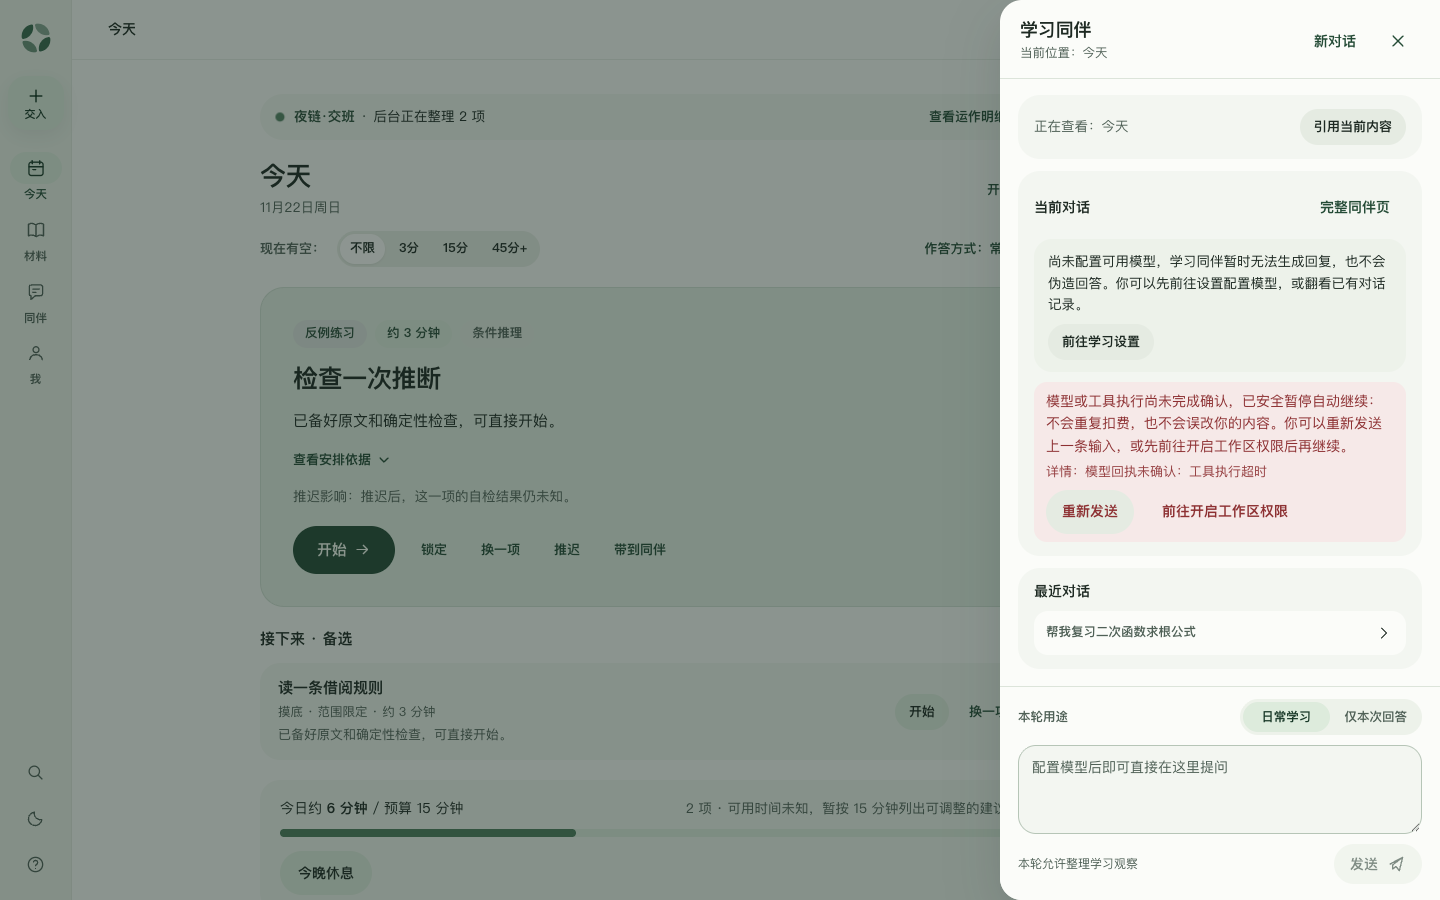 今天
交入
今天
材料
同伴
我
夜链·交班 · 后台正在整理 2 项
查看运作明细
今天
11月22日周日
开
现在有空：
不限
3分
15分
45分+
作答方式：常
反例练习
约 3 分钟
条件推理
检查一次推断
已备好原文和确定性检查，可直接开始。
查看安排依据
推迟影响：推迟后，这一项的自检结果仍未知。
开始
锁定
换一项
推迟
带到同伴
接下来 · 备选
读一条借阅规则
摸底 · 范围限定 · 约 3 分钟
已备好原文和确定性检查，可直接开始。
开始
换一项
今日约 6 分钟 / 预算 15 分钟
2 项 · 可用时间未知，暂按 15 分钟列出可调整的建议
今晚休息
学习同伴
当前位置：今天
新对话
正在查看：今天
引用当前内容
当前对话
完整同伴页
尚未配置可用模型，学习同伴暂时无法生成回复，也不会
伪造回答。你可以先前往设置配置模型，或翻看已有对话
记录。
前往学习设置
模型或工具执行尚未完成确认，已安全暂停自动继续：
不会重复扣费，也不会误改你的内容。你可以重新发送
上一条输入，或先前往开启工作区权限后再继续。
详情：模型回执未确认：工具执行超时
重新发送
前往开启工作区权限
最近对话
帮我复习二次函数求根公式
本轮用途
日常学习
仅本次回答
配置模型后即可直接在这里提问
本轮允许整理学习观察
发送